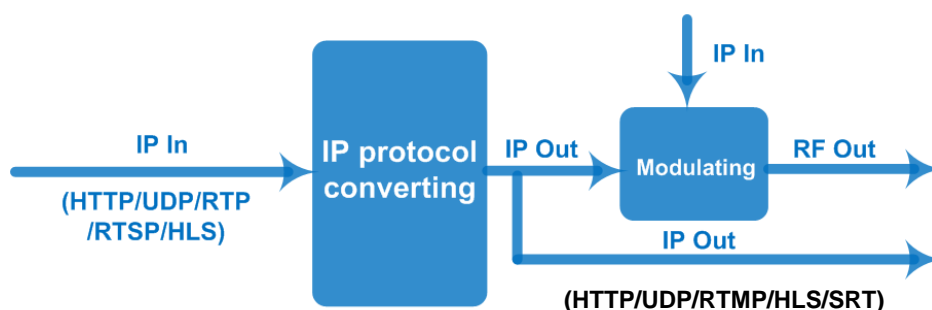 IP In
IP In
(HTTP/UDP/RTP
/RTSP/HLS)
IP protocol
converting
IP Out
Modulating
RF Out
IP Out
(HTTP/UDP/RTMP/HLS/SRT)